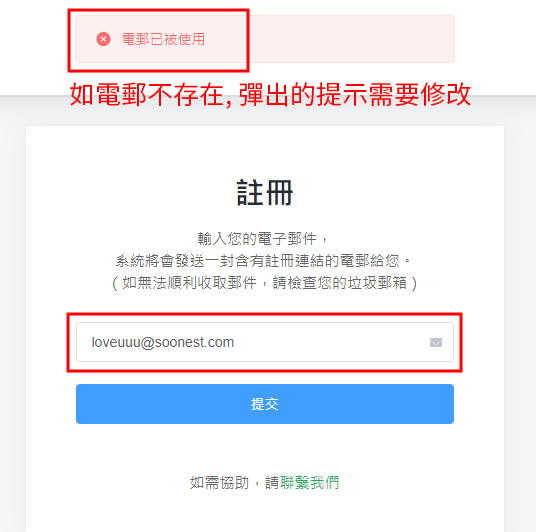 電郵已被使用
如電郵不存在, 彈出的提示需要修改
註冊
輸入您的電子郵件，
系統將會發送一封含有註冊連結的電郵給您。
( 如無法順利收取郵件，請檢查您的垃圾郵箱 )
loveuuu@soonest.com
提交
如需協助，請聯繫我們